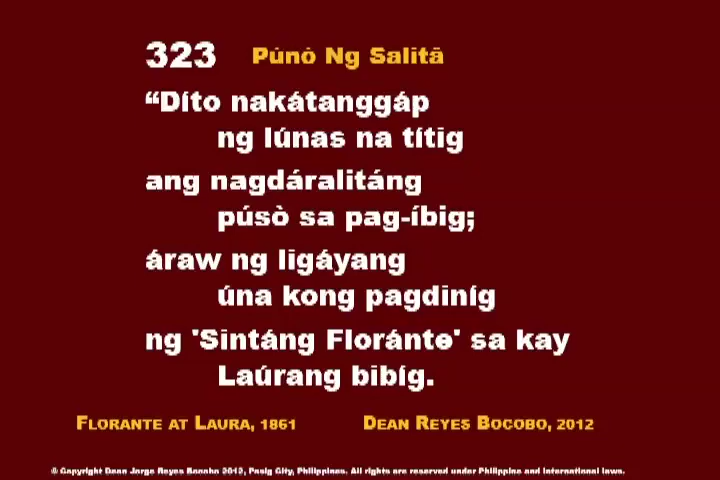 323 Púnò Ng Salitâ
“Díto nakátanggáp
ng lúnas na títig
ang nagdáralitáng
púsò sa pag-íbig;
áraw ng ligáyang
úna kong pagdiníg
ng 'Sintáng Floránte' sa kay
Laúrang bibíg.
FLORANTE AT LAURA, 1861 DEAN REYES BOCOBO, 2012
© Copyright Dean Jorge Reyes Bocobo 2012, Pasig City, Philippines. All rights are reserved under Philippine and international laws.